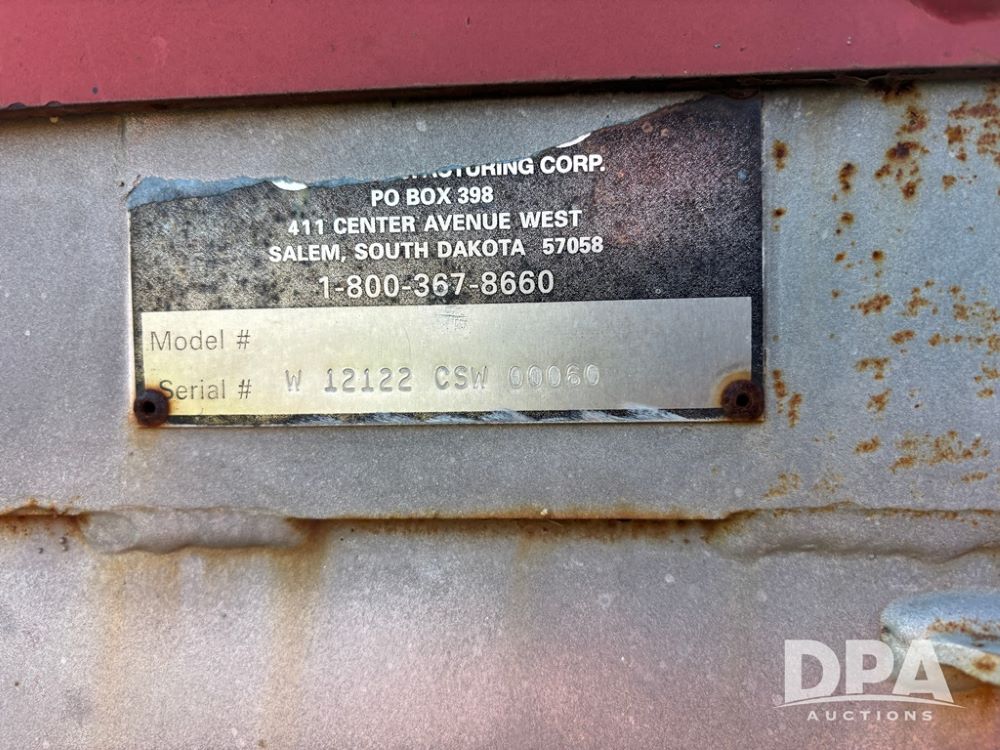 CORP.
PO BOX 398
411 CENTER AVENUE WEST
SALEM, SOUTH DAKOTA 57058
1-800-367-8660
Model #
Serial # W 12122 CSW 00060
DPA
AUCTIONS